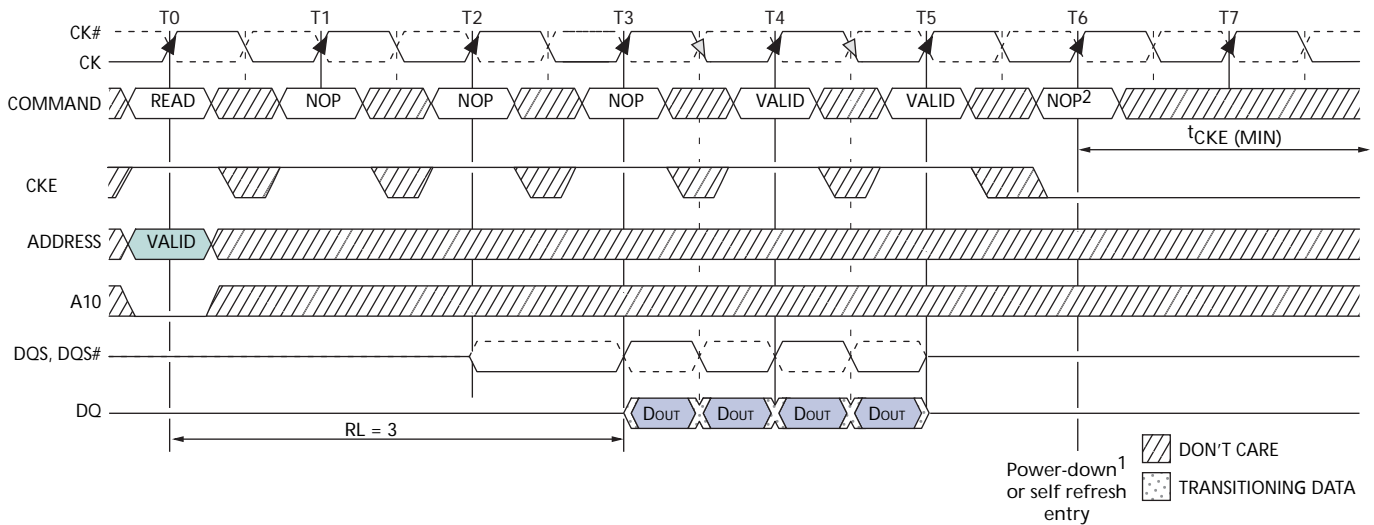 T0 T1 T2 T3 T4 T5 T6 T7
CK#
CK
COMMAND READ NOP NOP NOP VALID VALID NOP2
tCKE (MIN)
CKE
ADDRESS VALID
A10
DQS, DQS#
DQ DOUT DOUT DOUT DOUT
RL = 3
Power-down1
or self refresh
entry
DON'T CARE
TRANSITIONING DATA